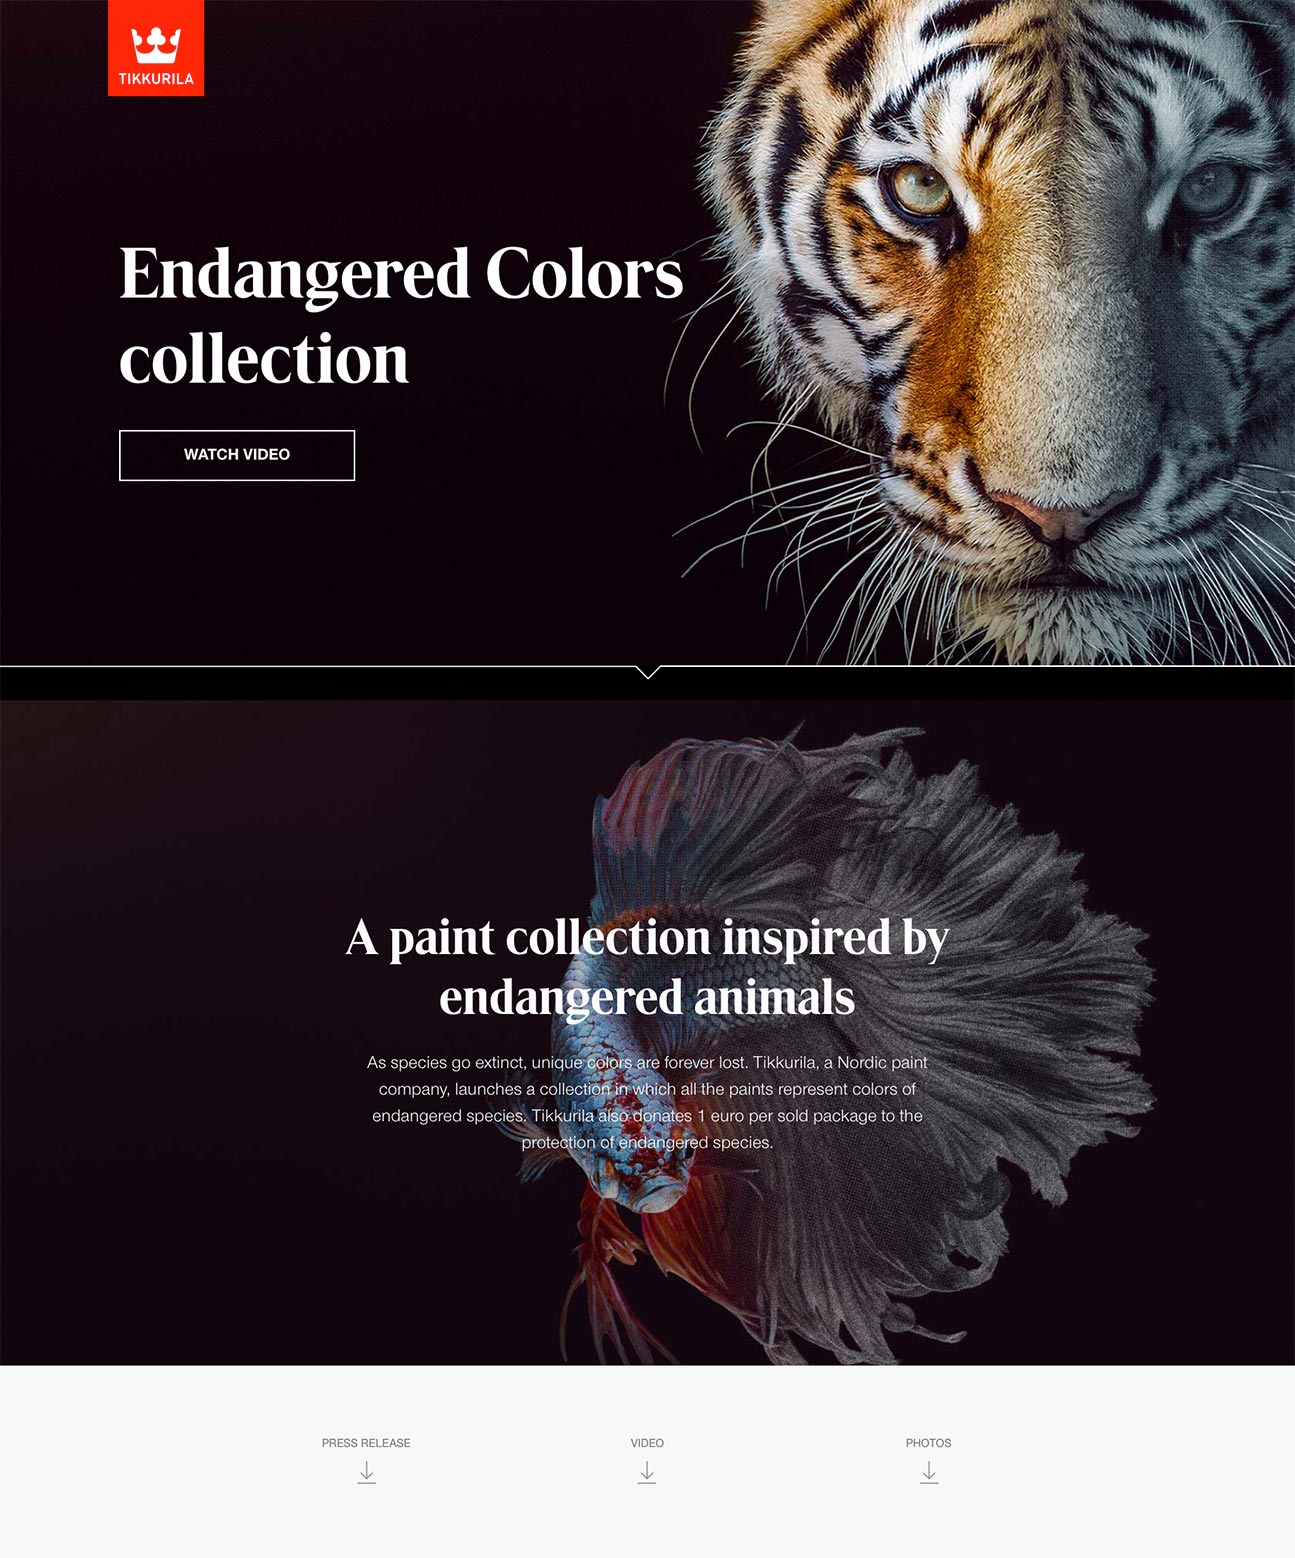 TIKKURILA
Endangered Colors
collection
WATCH VIDEO
A paint collection inspired by
endangered animals
As species go extinct, unique colors are forever lost. Tikkurila, a Nordic paint
company, launches a collection in which all the paints represent colors of
endangered species. Tikkurila also donates 1 euro per sold package to the
protection of endangered species.
PRESS RELEASE
VIDEO
PHOTOS